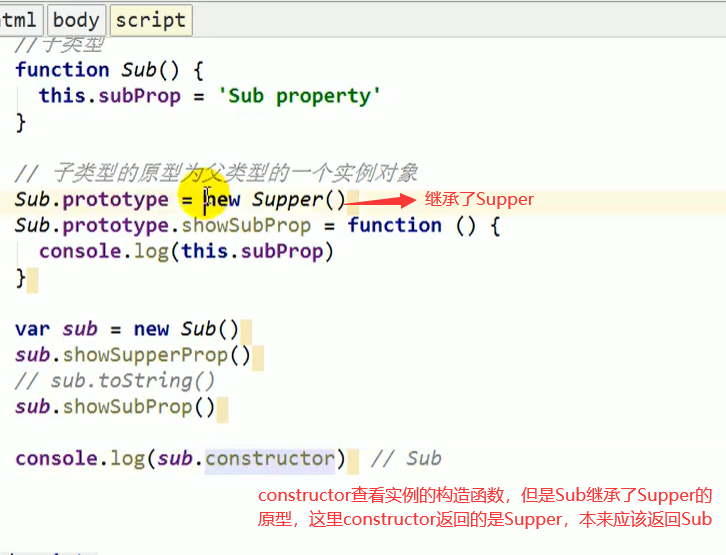 html body script
//子类型
function Sub() {
this.subProp = 'Sub property'
}
// 子类型的原型为父类型的一个实例对象
Sub.prototype = new Supper() 继承了Supper
Sub.prototype.showSubProp = function () {
console.log(this.subProp)
}
var sub = new Sub()
sub.showSupperProp()
// sub.toString()
sub.showSubProp()
console.log(sub.constructor) // Sub
constructor查看实例的构造函数，但是Sub继承了Supper的
原型，这里constructor返回的是Supper，本来应该返回Sub